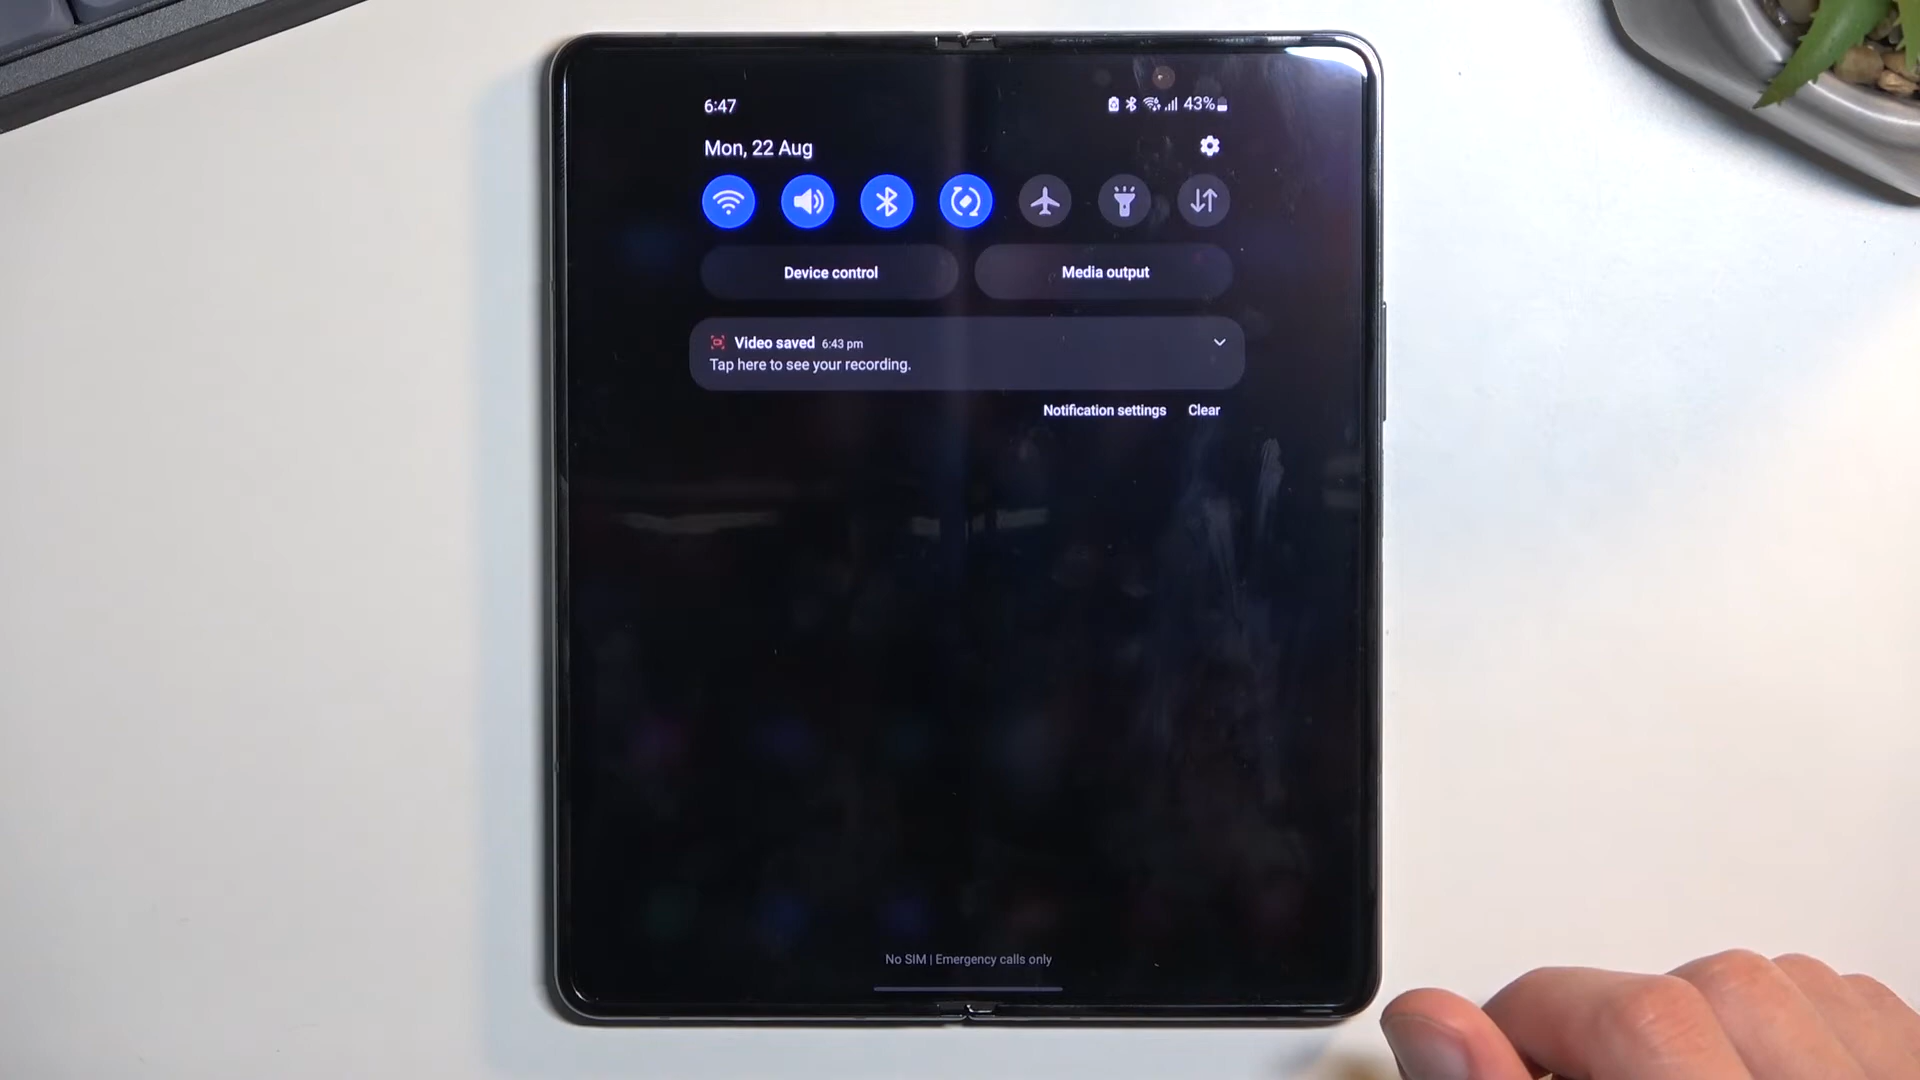 6:47
43%
Mon, 22 Aug
Device control
Media output
Video saved 6:43 pm
Tap here to see your recording.
Notification settings
Clear
No SIM | Emergency calls only